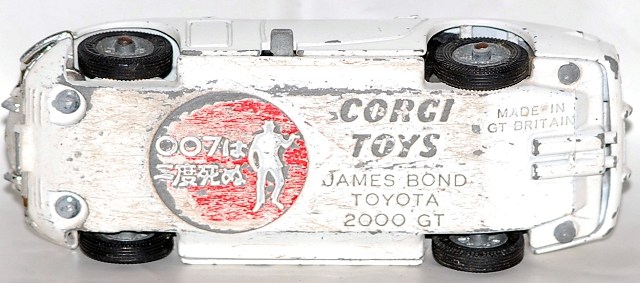 007は
二度死ぬ
CORGI
TOYS
JAMES BOND
TOYOTA
2000 GT
MADE IN
GT BRITAIN